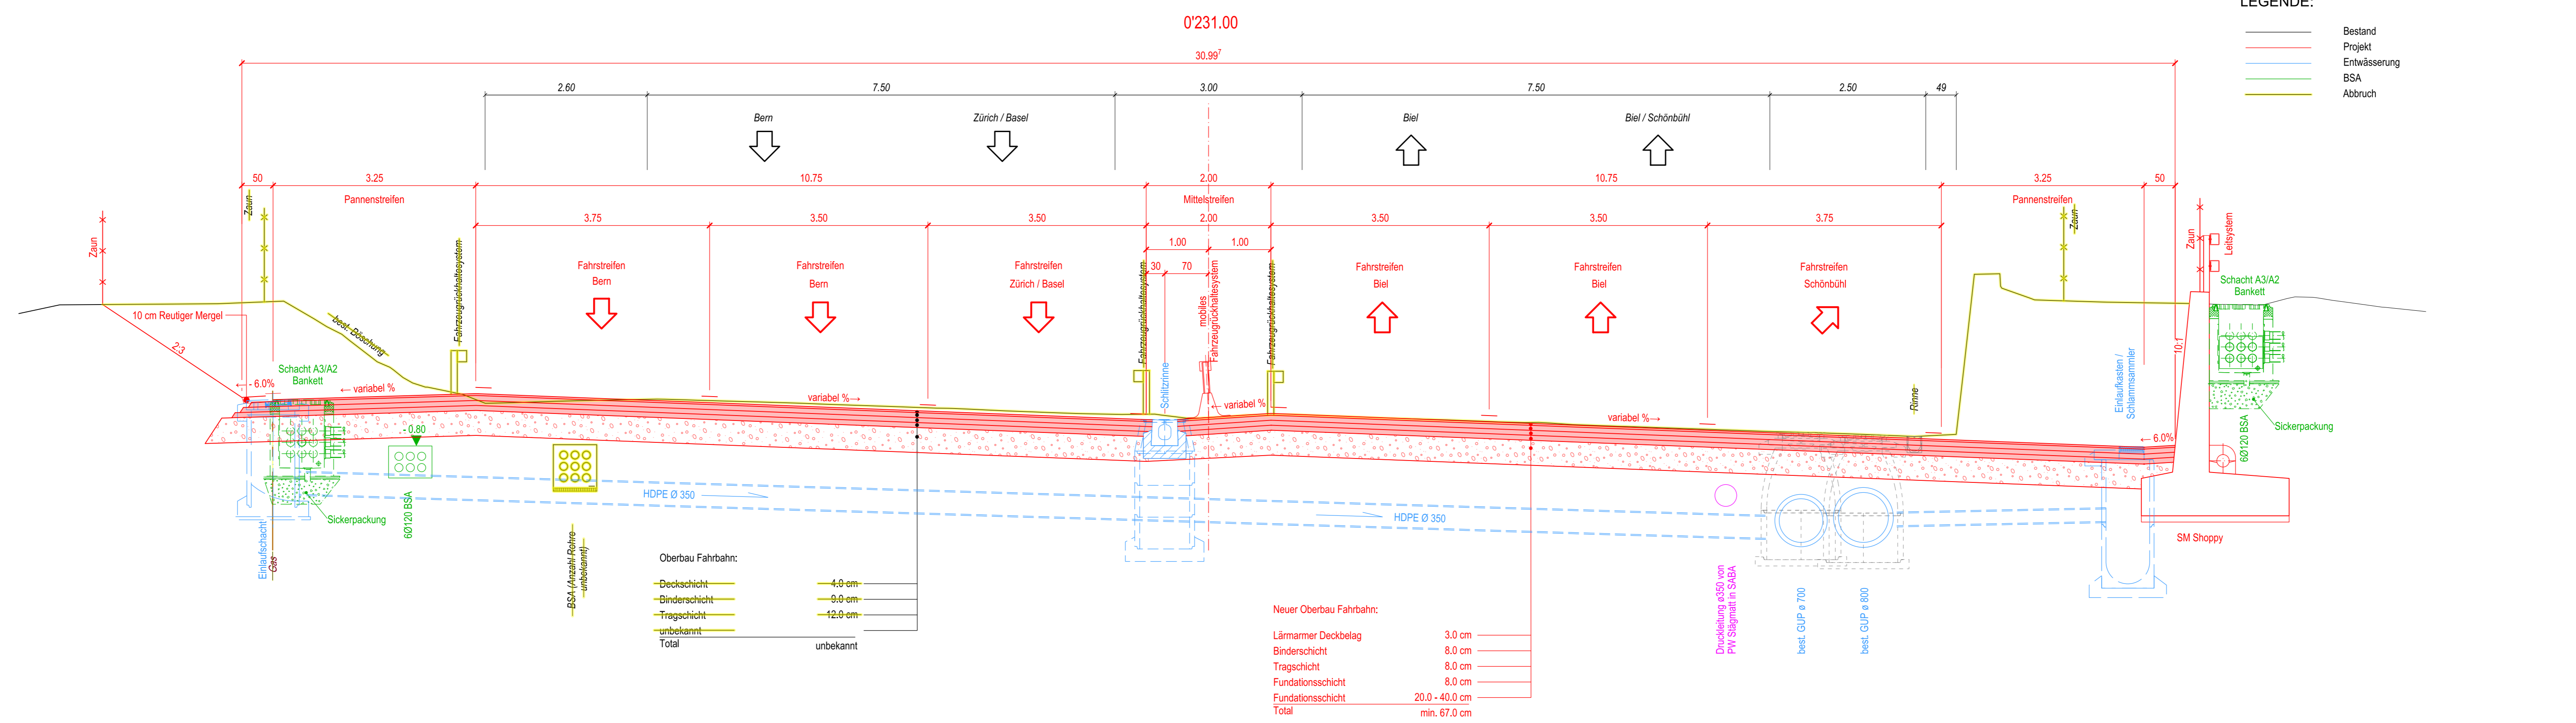 LEGENDE:
Bestand
Projekt
Entwässerung
BSA
Abbruch
0'231.00
30.99⁷
2.60
7.50
3.00
7.50
2.50
49
Bern
Zürich / Basel
Biel
Biel / Schönbühl
50
3.25
10.75
2.00
10.75
3.25
50
Pannenstreifen
Mittelstreifen
Pannenstreifen
3.75
3.50
3.50
2.00
3.50
3.50
3.75
1.00
1.00
30
70
Zaun
Zaun
Fahrzeugrückhaltesystem
Fahrzeugrückhaltesystem
mobiles
Fahrzeugrückhaltesystem
Fahrzeugrückhaltesystem
Zaun
Zaun
Leitsystem
Fahrstreifen
Bern
Fahrstreifen
Bern
Fahrstreifen
Zürich / Basel
Fahrstreifen
Biel
Fahrstreifen
Biel
Fahrstreifen
Schönbühl
10 cm Reutiger Mergel
best. Böschung
2:3
Schacht A3/A2
Bankett
← - 6.0%
← variabel %
variabel %→
← variabel %
variabel %→
← 6.0%
Schlitzrinne
Rinne
Einlaufkasten /
Schlammsammler
10:1
Schacht A3/A2
Bankett
Sickerpackung
6Ø120 BSA
- 0.80
Sickerpackung
6Ø120 BSA
Einlaufschacht
Gas
BSA (Anzahl Rohre
unbekannt)
HDPE Ø 350
HDPE Ø 350
SM Shoppy
Oberbau Fahrbahn:
Deckschicht 4.0 cm
Binderschicht 9.0 cm
Tragschicht 12.0 cm
unbekannt
Total unbekannt
Neuer Oberbau Fahrbahn:
Lärmarmer Deckbelag 3.0 cm
Binderschicht 8.0 cm
Tragschicht 8.0 cm
Fundationsschicht 8.0 cm
Fundationsschicht 20.0 - 40.0 cm
Total min. 67.0 cm
Druckleitung ø350 von
PW Stägmatt in SABA
best. GUP ø 700
best. GUP ø 800